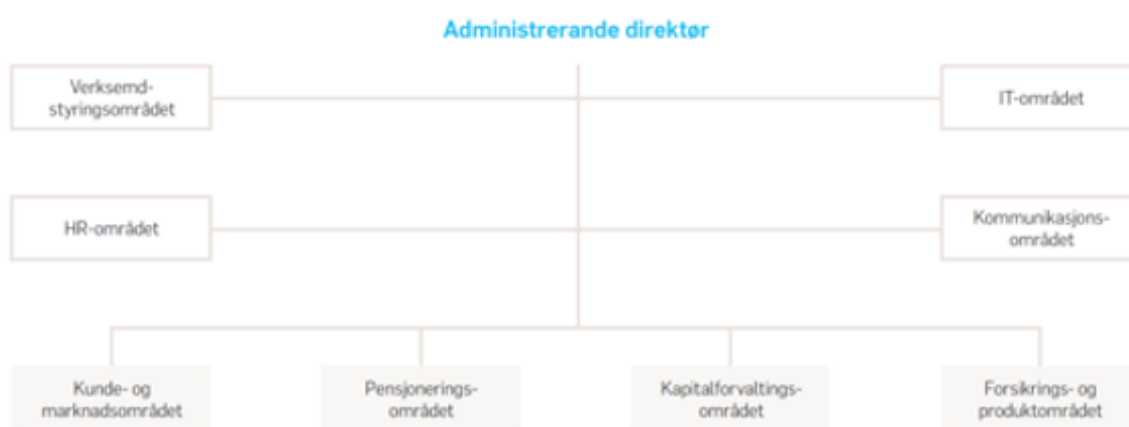 Administrerande direktør
Verksemd-
styringsområdet
IT-området
HR-området
Kommunikasjons-
området
Kunde- og
marknadsområdet
Pensjonerings-
området
Kapitalforvaltings-
området
Forsikrings- og
produktområdet